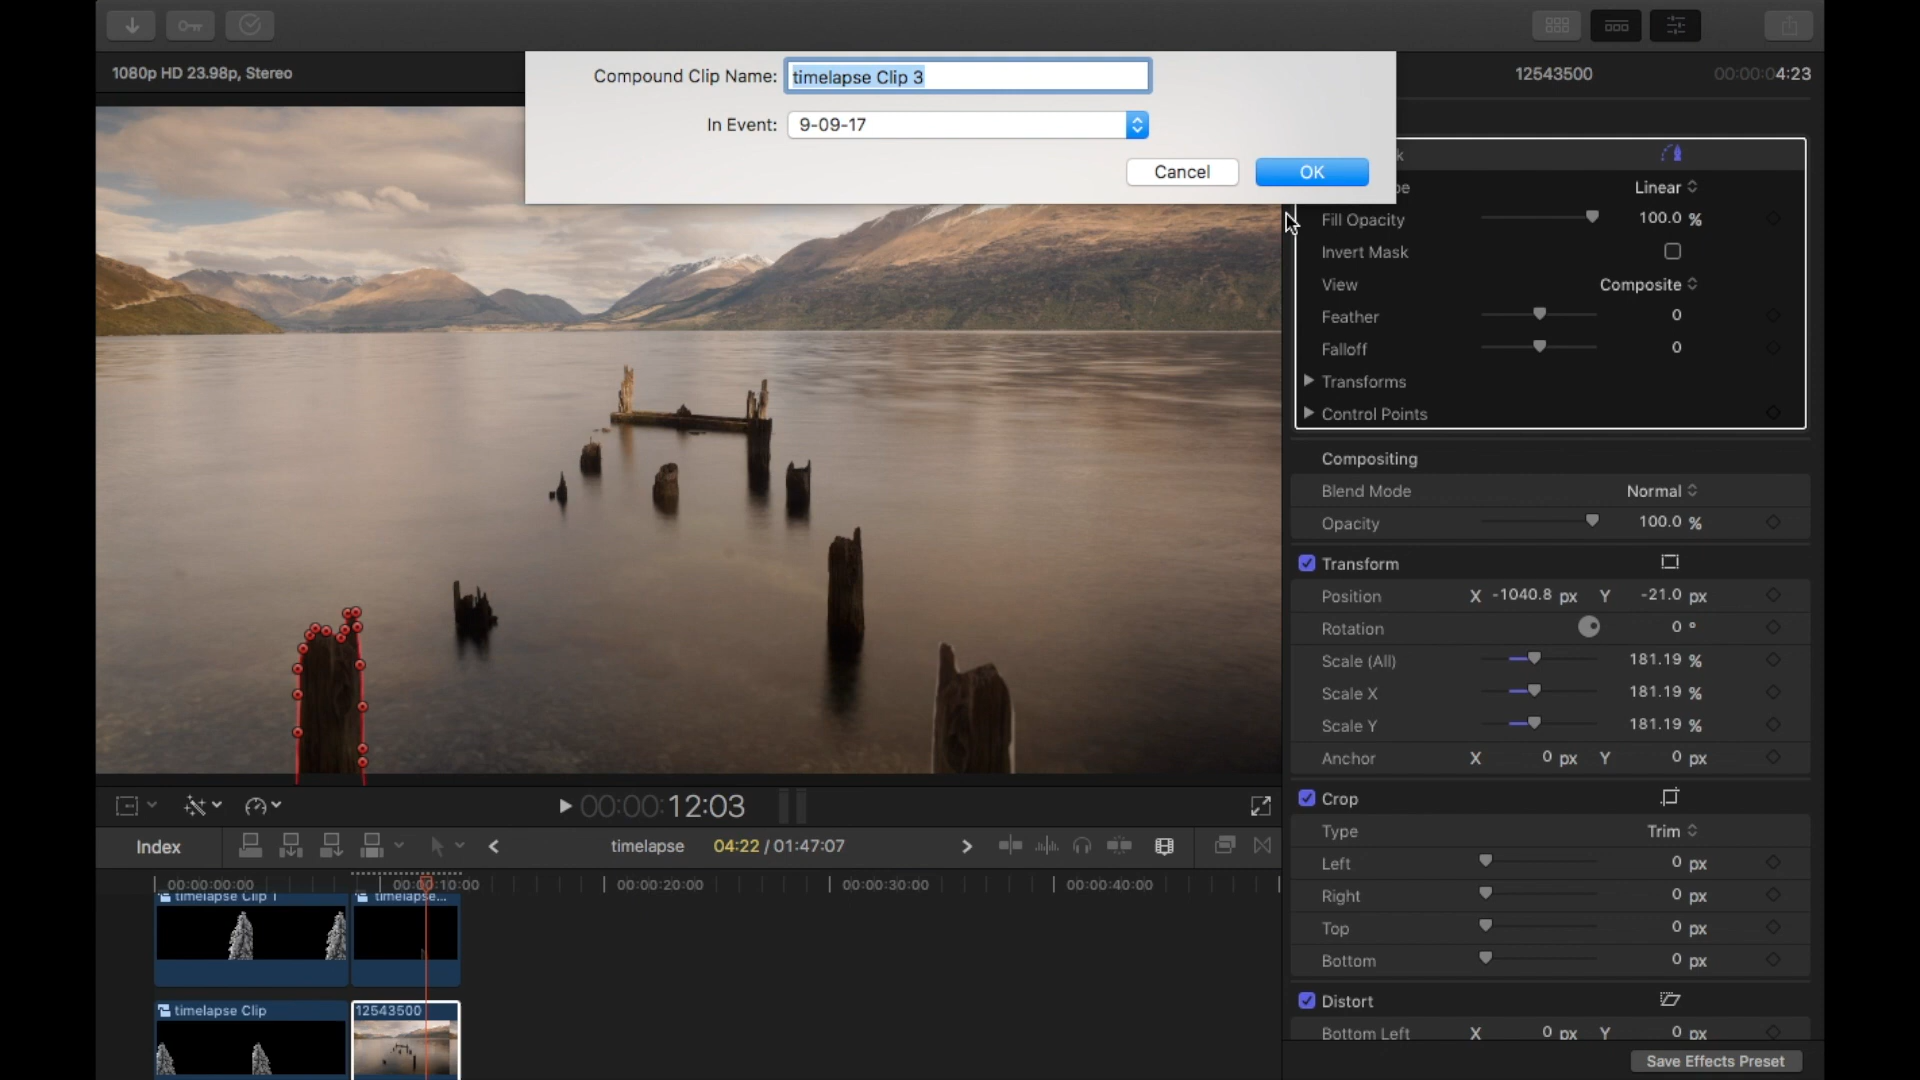 1080p HD 23.98p, Stereo
Compound Clip Name: timelapse Clip 3
In Event: 9-09-17
Cancel
OK
12543500
00:00:04:23
Linear
Fill Opacity 100.0 %
Invert Mask
View Composite
Feather 0
Falloff 0
Transforms
Control Points
Compositing
Blend Mode Normal
Opacity 100.0 %
Transform
Position X -1040.8 px Y -21.0 px
Rotation 0 °
Scale (All) 181.19 %
Scale X 181.19 %
Scale Y 181.19 %
Anchor X 0 px Y 0 px
Crop
Type Trim
Left 0 px
Right 0 px
Top 0 px
Bottom 0 px
Distort
Bottom Left X 0 px Y 0 px
Save Effects Preset
00:00:12:03
Index
timelapse 04:22 / 01:47:07
00:00:00:00 00:00:10:00 00:00:20:00 00:00:30:00 00:00:40:00
timelapse Clip 1 timelapse...
timelapse Clip 12543500